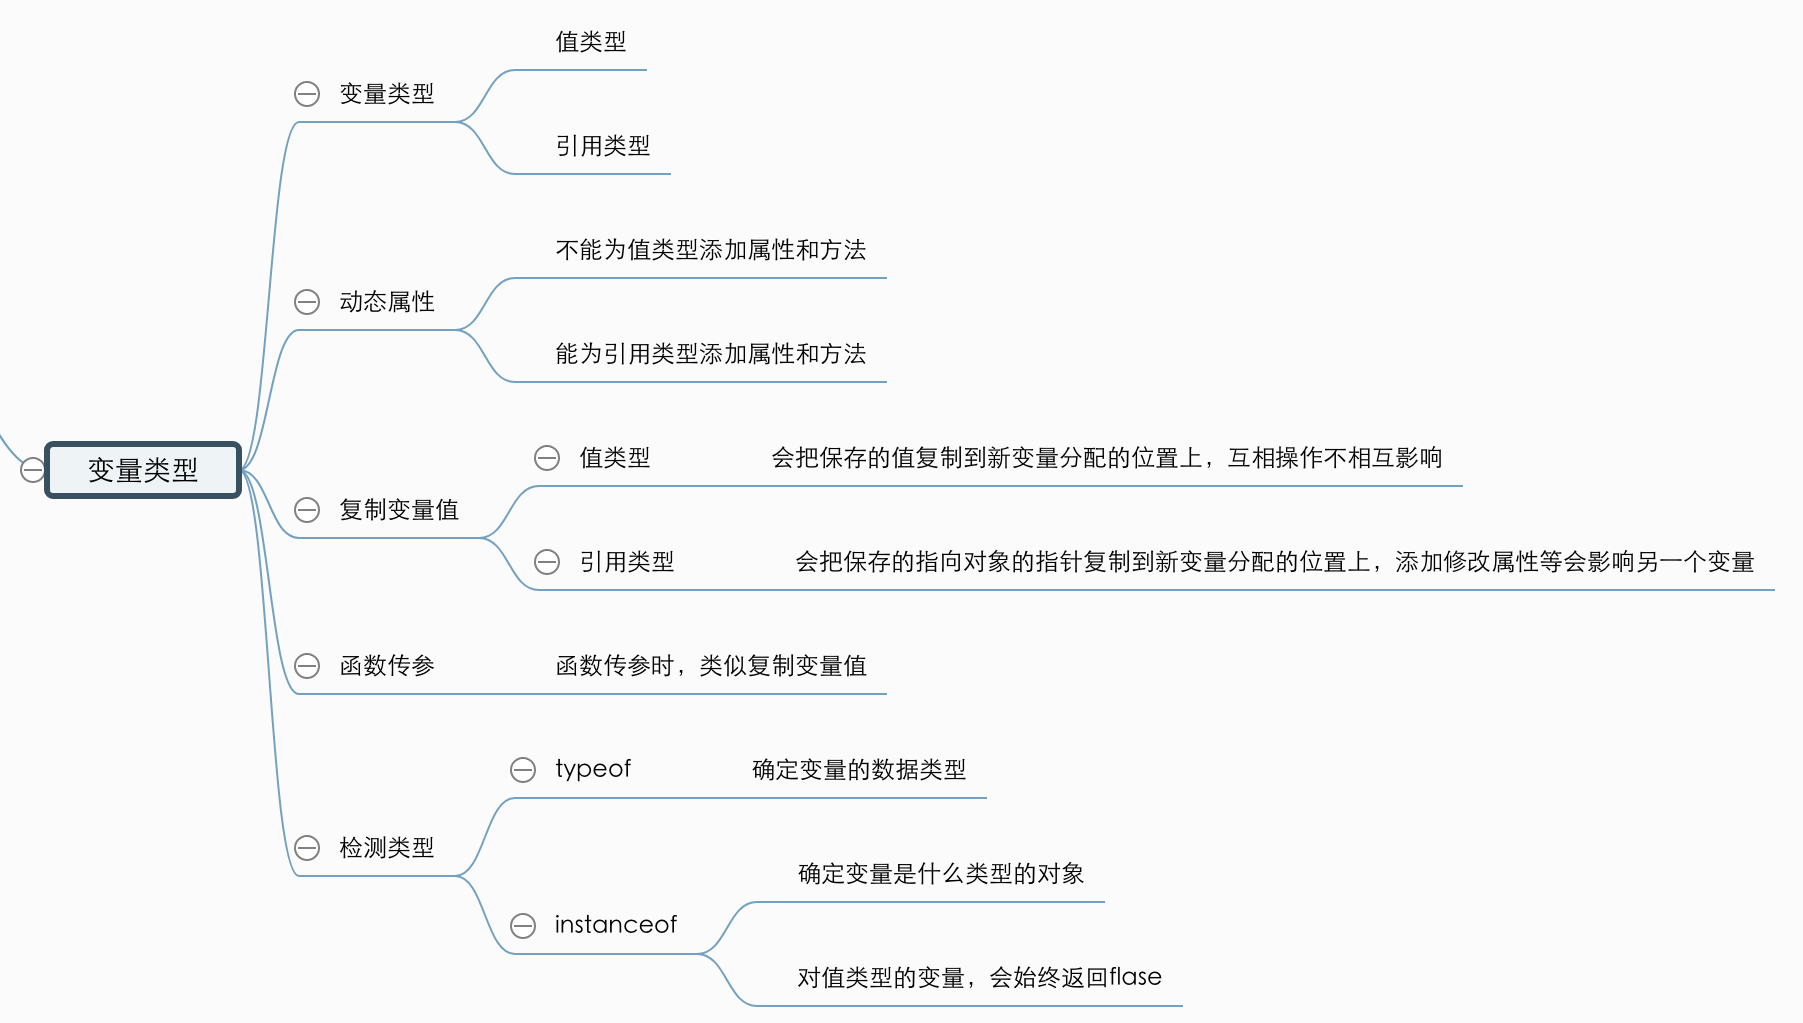 变量类型
变量类型
值类型
引用类型
动态属性
不能为值类型添加属性和方法
能为引用类型添加属性和方法
复制变量值
值类型
会把保存的值复制到新变量分配的位置上，互相操作不相互影响
引用类型
会把保存的指向对象的指针复制到新变量分配的位置上，添加修改属性等会影响另一个变量
函数传参
函数传参时，类似复制变量值
检测类型
typeof
确定变量的数据类型
instanceof
确定变量是什么类型的对象
对值类型的变量，会始终返回flase